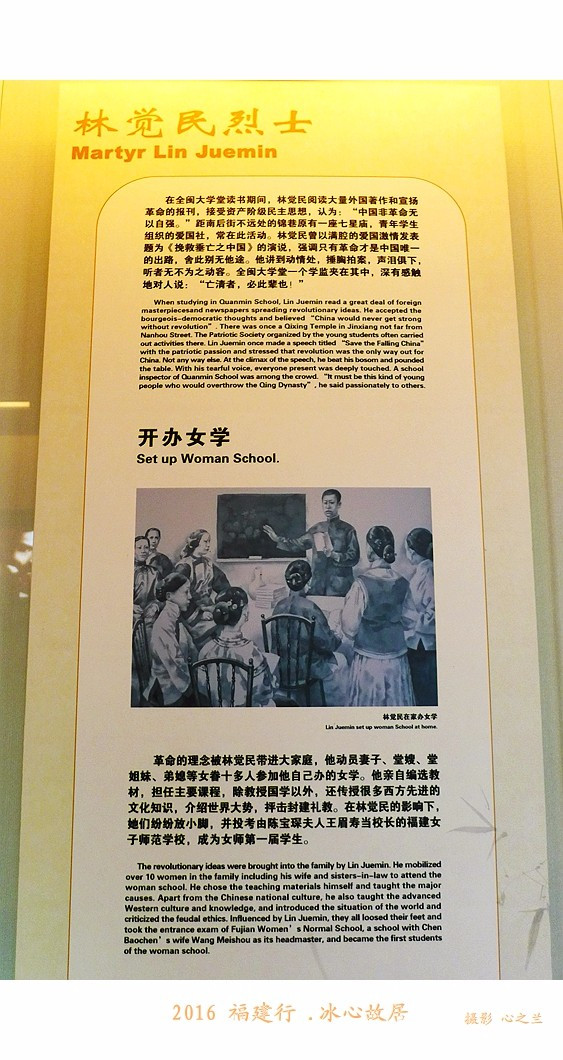 林觉民烈士
Martyr Lin Juemin
在全闽大学堂读书期间，林觉民阅读大量外国著作和宣扬
革命的报刊，接受资产阶级民主思想，认为：“中国非革命无
以自强。”距南后街不远处的锦巷原有一座七星庙，青年学生
组织的爱国社，常在此活动。林觉民曾以满腔的爱国激情发表
题为《挽救垂亡之中国》的演说，强调只有革命才是中国唯一
的出路，舍此别无他途。他讲到动情处，捶胸拍案，声泪俱下，
听者无不为之动容。全闽大学堂一个学监夹在其中，深有感触
地对人说：“亡清者，必此辈也！”
When studying in Quanmin School, Lin Juemin read a great deal of foreign
masterpiecesand newspapers spreading revolutionary ideas. He accepted the
bourgeois-democratic thoughts and believed “China would never get strong
without revolution”. There was once a Qixing Temple in Jinxiang not far from
Nanhou Street. The Patriotic Society organized by the young students often carried
out activities there. Lin Juemin once made a speech titled “Save the Falling China”
with the patriotic passion and stressed that revolution was the only way out for
China. Not any way else. At the climax of the speech, he beat his bosom and pounded
the table. With his tearful voice, everyone present was deeply touched. A school
inspector of Quanmin School was among the crowd. “It must be this kind of young
people who would overthrow the Qing Dynasty”, he said passionately to others.
开办女学
Set up Woman School.
林觉民在家办女学
Lin Juemin set up woman School at home.
革命的理念被林觉民带进大家庭，他动员妻子、堂嫂、堂
姐妹、弟媳等女眷十多人参加他自己办的女学。他亲自编选教
材，担任主要课程，除教授国学以外，还传授很多西方先进的
文化知识，介绍世界大势，抨击封建礼教。在林觉民的影响下，
她们纷纷放小脚，并投考由陈宝琛夫人王眉寿当校长的福建女
子师范学校，成为女师第一届学生。
The revolutionary ideas were brought into the family by Lin Juemin. He mobilized
over 10 women in the family including his wife and sisters-in-law to attend the
woman school. He chose the teaching materials himself and taught the major
causes. Apart from the Chinese national culture, he also taught the advanced
Western culture and knowledge, and introduced the situation of the world and
criticized the feudal ethics. Influenced by Lin Juemin, they all loosed their feet and
took the entrance exam of Fujian Women’s Normal School, a school with Chen
Baochen’s wife Wang Meishou as its headmaster, and became the first students
of the woman school.
2016 福建行 .冰心故居
摄影 心之兰